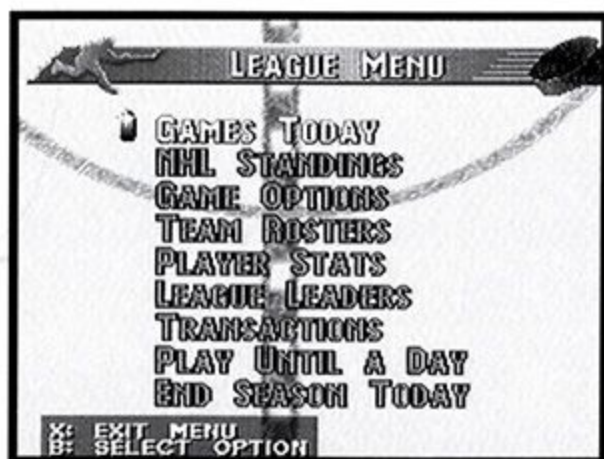 LEAGUE MENU
GAMES TODAY
NHL STANDINGS
GAME OPTIONS
TEAM ROSTERS
PLAYER STATS
LEAGUE LEADERS
TRANSACTIONS
PLAY UNTIL A DAY
END SEASON TODAY
X: EXIT MENU
B: SELECT OPTION